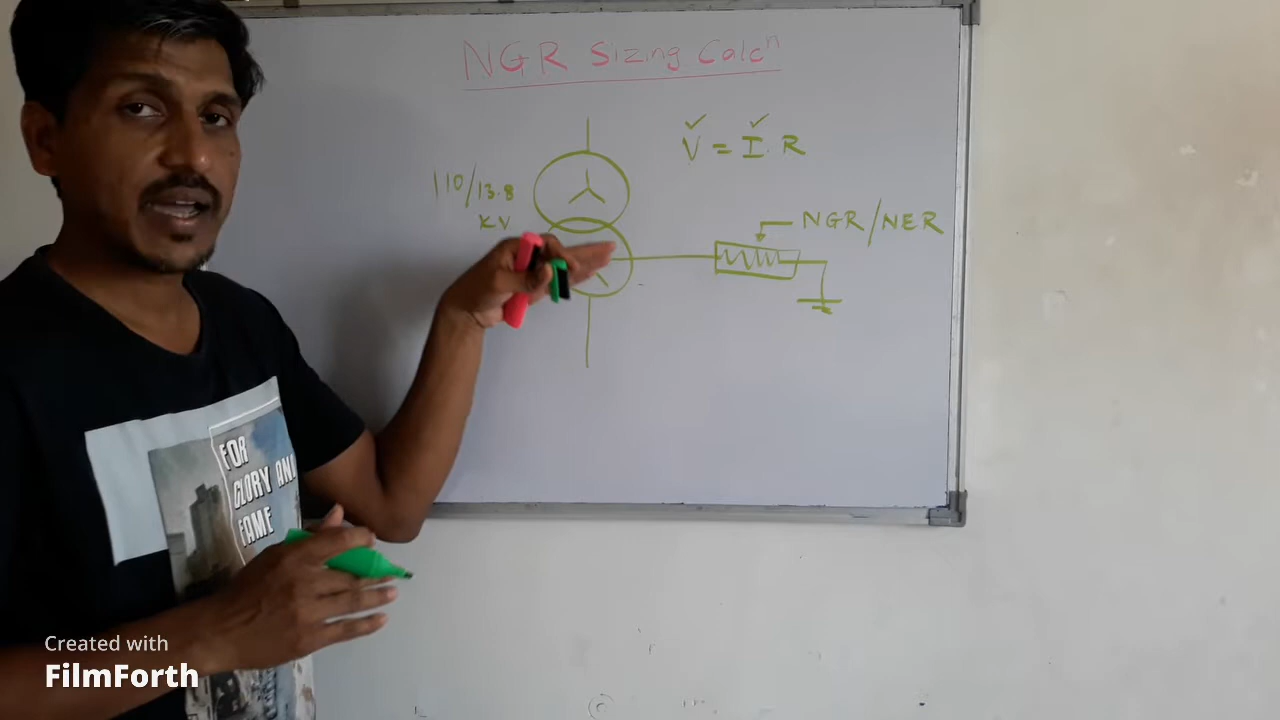 NGR Sizing Calcⁿ
V = I. R
110/13.8
KV
NGR/NER
FOR
GLORY AND
FAME
Created with
FilmForth